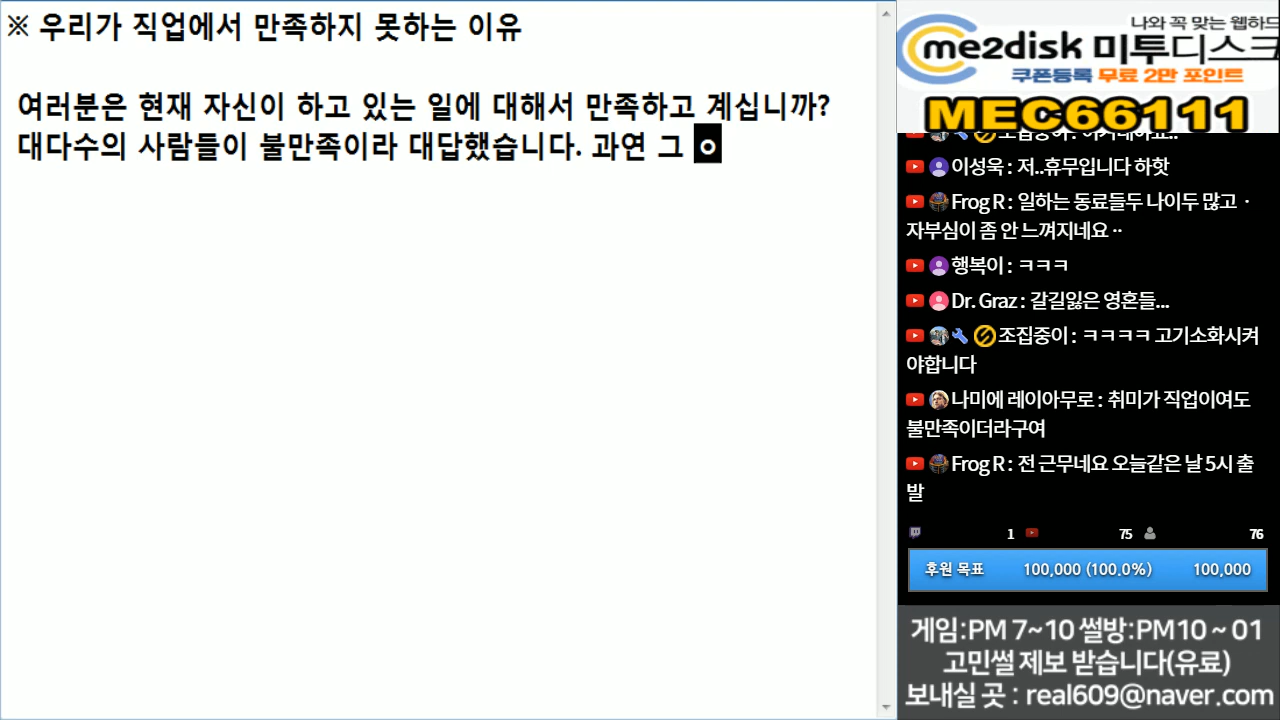 ※ 우리가 직업에서 만족하지 못하는 이유
여러분은 현재 자신이 하고 있는 일에 대해서 만족하고 계십니까?
대다수의 사람들이 불만족이라 대답했습니다. 과연 그 ㅇ
나와 꼭 맞는 웹하드
me2disk 미투디스크
쿠폰등록 무료 2만 포인트
MEC66111
조집중이 :
이성욱 : 저..휴무입니다 하핫
Frog R : 일하는 동료들두 나이두 많고 ·
자부심이 좀 안 느껴지네요 ··
행복이 : ㅋㅋㅋ
Dr. Graz : 갈길잃은 영혼들...
조집중이 : ㅋㅋㅋㅋ 고기소화시켜
야합니다
나미에 레이아무로 : 취미가 직업이여도
불만족이더라구여
Frog R : 전 근무네요 오늘같은 날 5시 출
발
1 75 76
후원 목표 100,000 (100.0%) 100,000
게임:PM 7~10 썰방:PM10 ~ 01
고민썰 제보 받습니다(유료)
보내실 곳 : real609@naver.com